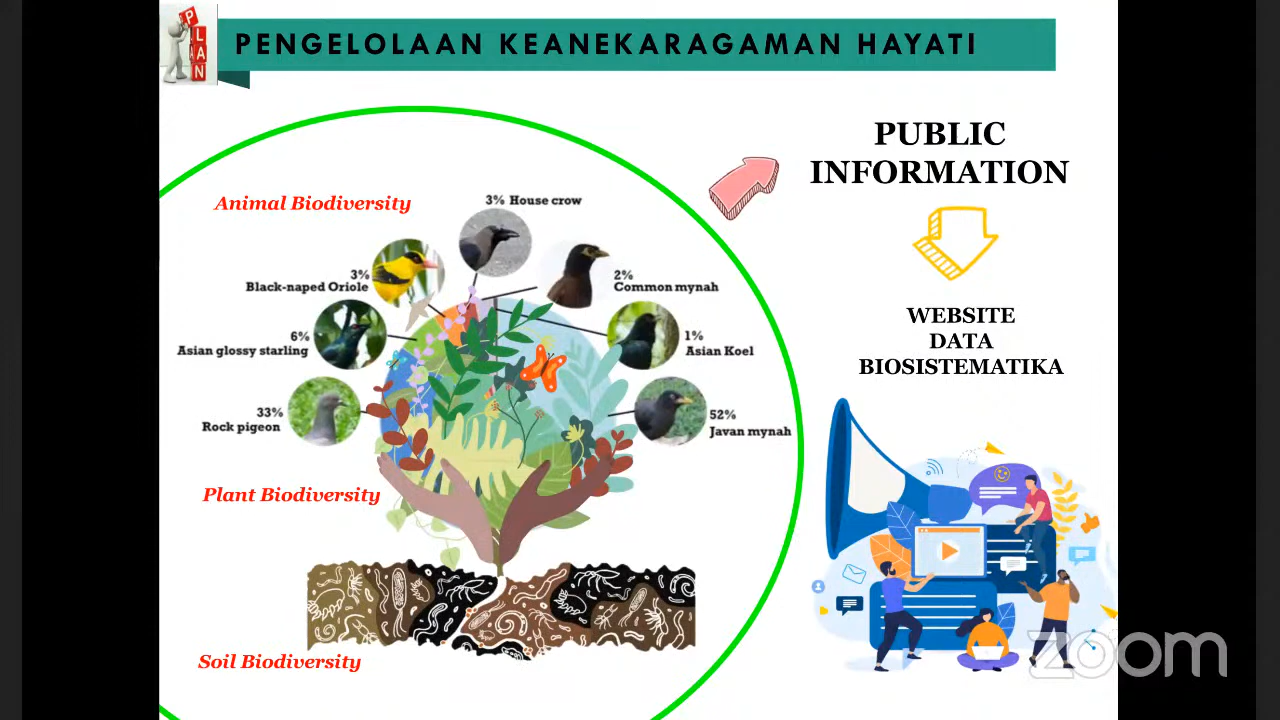 PLAN
PENGELOLAAN KEANEKARAGAMAN HAYATI
PUBLIC
INFORMATION
Animal Biodiversity
3% House crow
3%
Black-naped Oriole
2%
Common mynah
6%
Asian glossy starling
1%
Asian Koel
33%
Rock pigeon
52%
Javan mynah
WEBSITE
DATA
BIOSISTEMATIKA
Plant Biodiversity
Soil Biodiversity
zoom